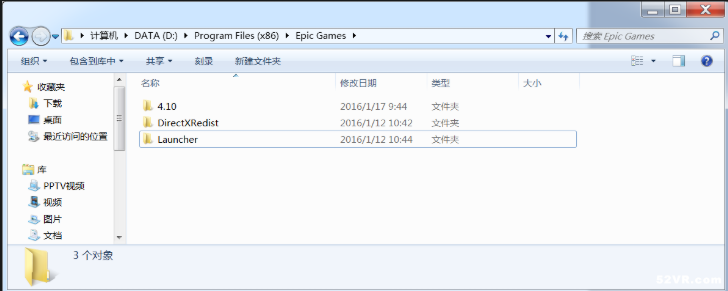 计算机 ▸ DATA (D:) ▸ Program Files (x86) ▸ Epic Games ▸
搜索 Epic Games
组织 包含到库中 共享 刻录 新建文件夹
名称 修改日期 类型 大小
4.10 2016/1/17 9:44 文件夹
DirectXRedist 2016/1/12 10:42 文件夹
Launcher 2016/1/12 10:44 文件夹
收藏夹
下载
桌面
最近访问的位置
库
PPTV视频
视频
图片
文档
3 个对象
52VR.com